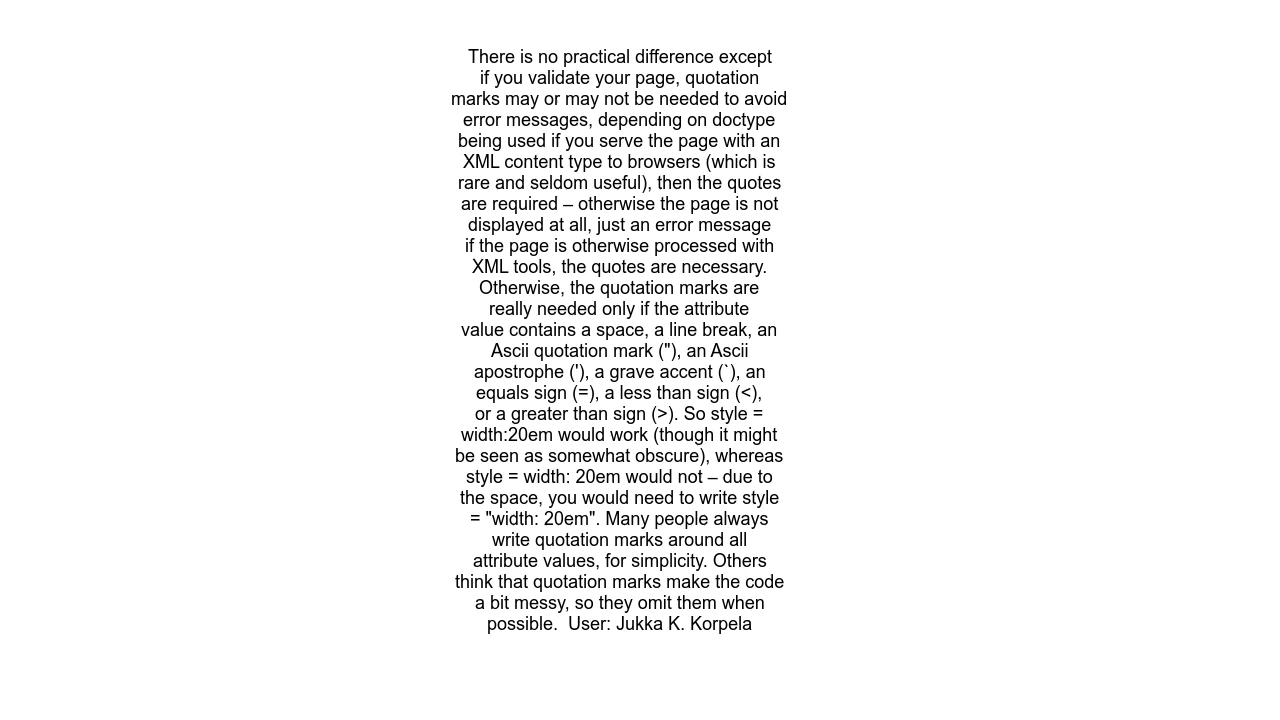 There is no practical difference except
if you validate your page, quotation
marks may or may not be needed to avoid
error messages, depending on doctype
being used if you serve the page with an
XML content type to browsers (which is
rare and seldom useful), then the quotes
are required – otherwise the page is not
displayed at all, just an error message
if the page is otherwise processed with
XML tools, the quotes are necessary.
Otherwise, the quotation marks are
really needed only if the attribute
value contains a space, a line break, an
Ascii quotation mark ("), an Ascii
apostrophe ('), a grave accent (`), an
equals sign (=), a less than sign (<),
or a greater than sign (>). So style =
width:20em would work (though it might
be seen as somewhat obscure), whereas
style = width: 20em would not – due to
the space, you would need to write style
= "width: 20em". Many people always
write quotation marks around all
attribute values, for simplicity. Others
think that quotation marks make the code
a bit messy, so they omit them when
possible.  User: Jukka K. Korpela